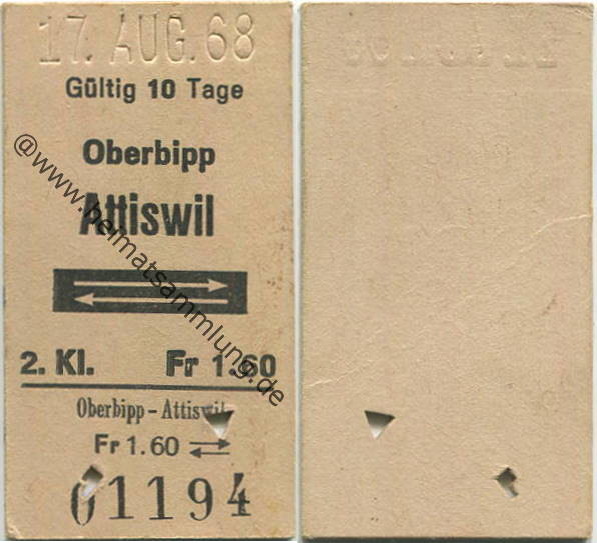 17. AUG. 68
Gültig 10 Tage
Oberbipp
Attiswil
2. Kl. Fr 1.60
Oberbipp - Attiswil
Fr 1.60
01194
@www.heimatsammlung.de